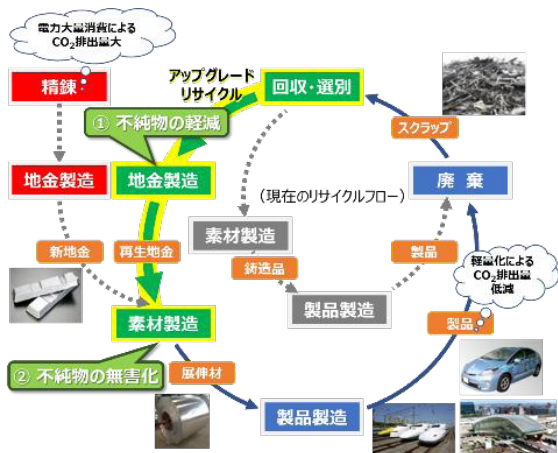 電力大量消費による
CO2排出量大
精錬
アップグレード
リサイクル
回収・選別
① 不純物の軽減
スクラップ
地金製造
地金製造
（現在のリサイクルフロー）
廃 棄
素材製造
新地金
再生地金
鋳造品
製品
軽量化による
CO2排出量
低減
製品製造
素材製造
製品
② 不純物の無害化
展伸材
製品製造